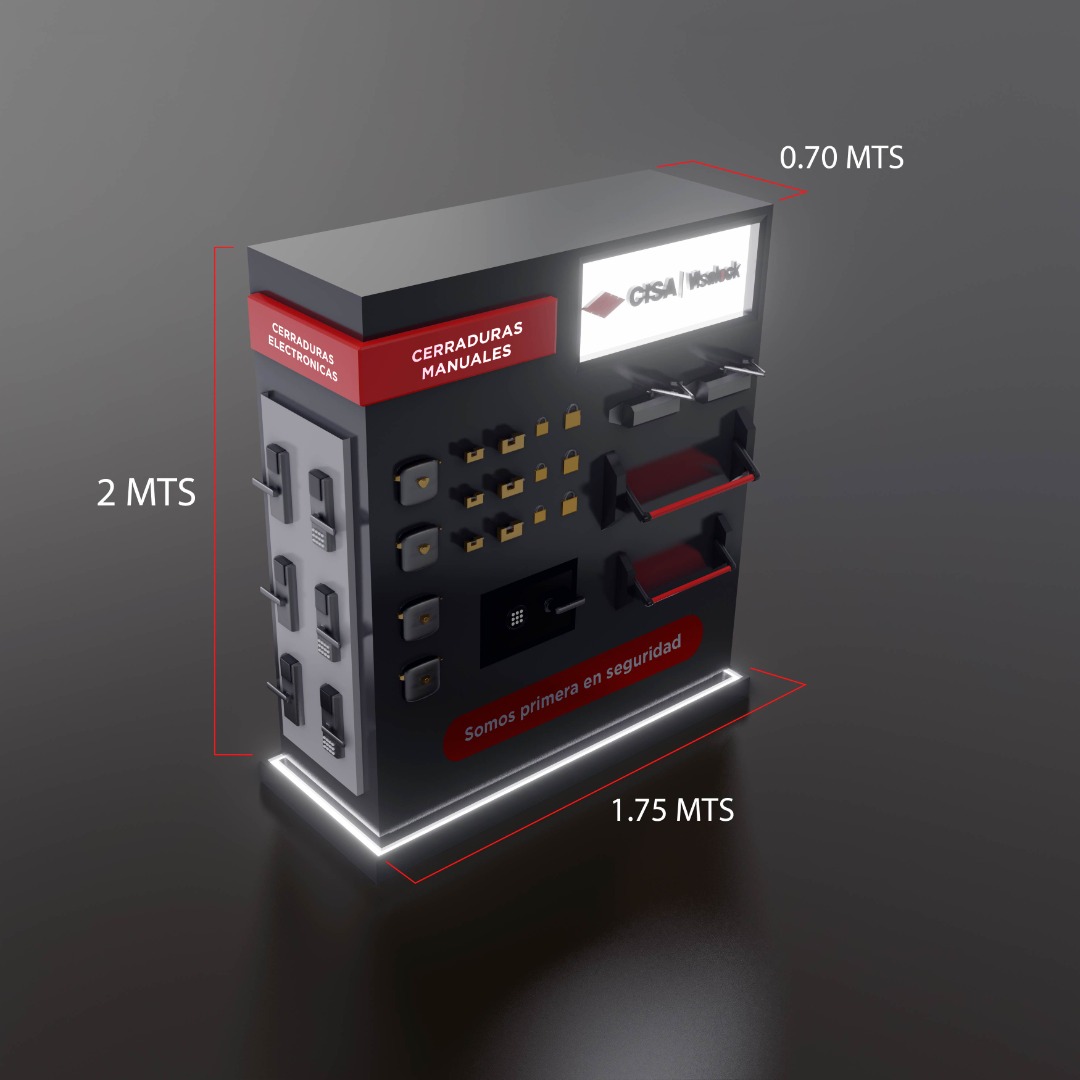 0.70 MTS
CISA
CERRADURAS
ELECTRONICAS
CERRADURAS
MANUALES
2 MTS
Somos primera en seguridad
1.75 MTS